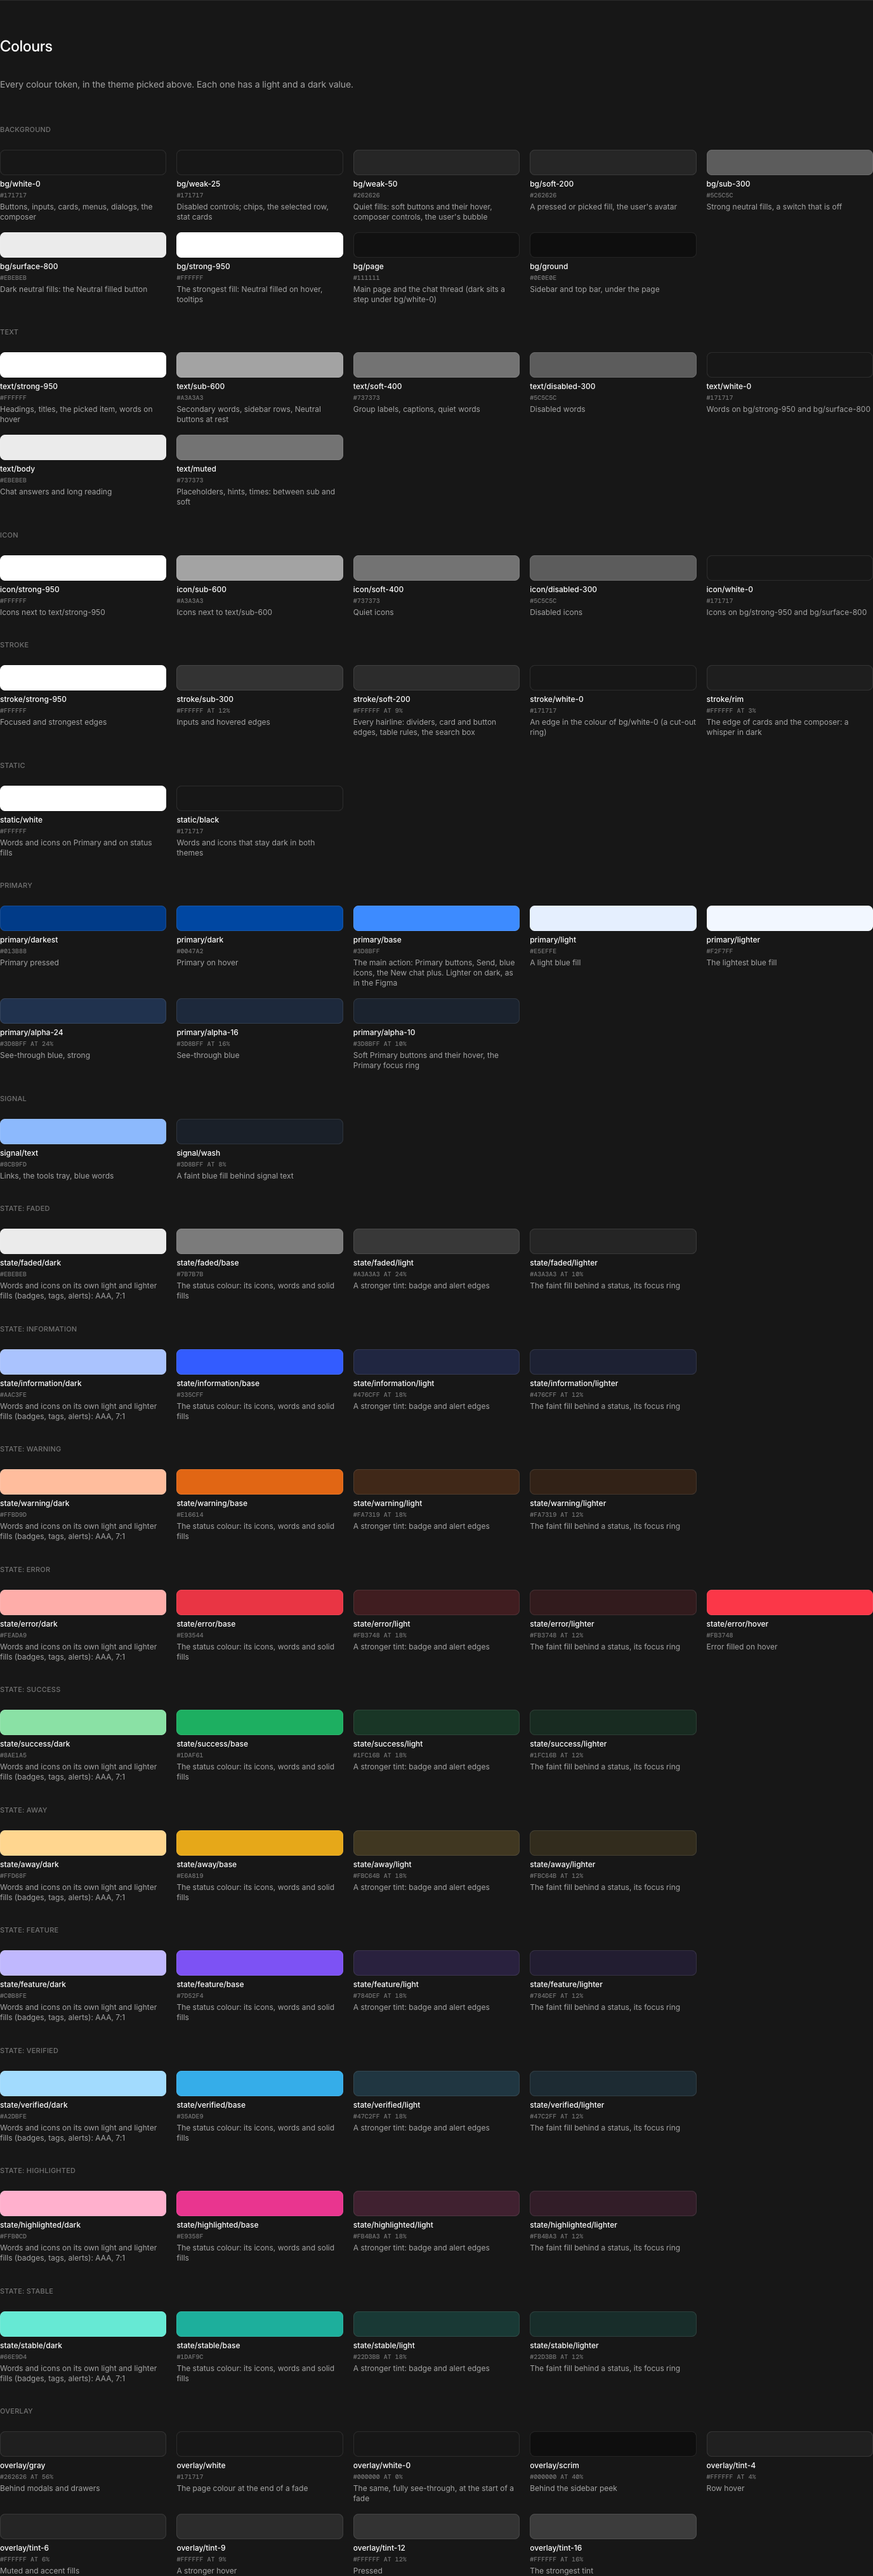 Colours
Every colour token, in the theme picked above. Each one has a light and a dark value.
BACKGROUND
bg/white-0
#171717
Buttons, inputs, cards, menus, dialogs, the
composer
bg/weak-25
#171717
Disabled controls; chips, the selected row,
stat cards
bg/weak-50
#262626
Quiet fills: soft buttons and their hover,
composer controls, the user's bubble
bg/soft-200
#262626
A pressed or picked fill, the user's avatar
bg/sub-300
#5C5C5C
Strong neutral fills, a switch that is off
bg/surface-800
#EBEBEB
Dark neutral fills: the Neutral filled button
bg/strong-950
#FFFFFF
The strongest fill: Neutral filled on hover,
tooltips
bg/page
#111111
Main page and the chat thread (dark sits a
step under bg/white-0)
bg/ground
#0E0E0E
Sidebar and top bar, under the page
TEXT
text/strong-950
#FFFFFF
Headings, titles, the picked item, words on
hover
text/sub-600
#A3A3A3
Secondary words, sidebar rows, Neutral
buttons at rest
text/soft-400
#737373
Group labels, captions, quiet words
text/disabled-300
#5C5C5C
Disabled words
text/white-0
#171717
Words on bg/strong-950 and bg/surface-800
text/body
#EBEBEB
Chat answers and long reading
text/muted
#737373
Placeholders, hints, times: between sub and
soft
ICON
icon/strong-950
#FFFFFF
Icons next to text/strong-950
icon/sub-600
#A3A3A3
Icons next to text/sub-600
icon/soft-400
#737373
Quiet icons
icon/disabled-300
#5C5C5C
Disabled icons
icon/white-0
#171717
Icons on bg/strong-950 and bg/surface-800
STROKE
stroke/strong-950
#FFFFFF
Focused and strongest edges
stroke/sub-300
#FFFFFF AT 12%
Inputs and hovered edges
stroke/soft-200
#FFFFFF AT 9%
Every hairline: dividers, card and button
edges, table rules, the search box
stroke/white-0
#171717
An edge in the colour of bg/white-0 (a cut-out
ring)
stroke/rim
#FFFFFF AT 3%
The edge of cards and the composer: a
whisper in dark
STATIC
static/white
#FFFFFF
Words and icons on Primary and on status
fills
static/black
#171717
Words and icons that stay dark in both
themes
PRIMARY
primary/darkest
Primary pressed
primary/dark
#0047A2
Primary on hover
primary/base
#3D8BFF
The main action: Primary buttons, Send, blue
icons, the New chat plus. Lighter on dark, as
in the Figma
primary/light
#E5EFFE
A light blue fill
primary/lighter
#F2F7FF
The lightest blue fill
primary/alpha-24
#3D8BFF AT 24%
See-through blue, strong
primary/alpha-16
#3D8BFF AT 16%
See-through blue
primary/alpha-10
#3D8BFF AT 10%
Soft Primary buttons and their hover, the
Primary focus ring
SIGNAL
signal/text
#8CB9FD
Links, the tools tray, blue words
signal/wash
#3D8BFF AT 8%
A faint blue fill behind signal text
STATE: FADED
state/faded/dark
#EBEBEB
Words and icons on its own light and lighter
fills (badges, tags, alerts): AAA, 7:1
state/faded/base
#7B7B7B
The status colour: its icons, words and solid
fills
state/faded/light
#A3A3A3 AT 24%
A stronger tint: badge and alert edges
state/faded/lighter
#A3A3A3 AT 10%
The faint fill behind a status, its focus ring
STATE: INFORMATION
state/information/dark
#AAC3FE
Words and icons on its own light and lighter
fills (badges, tags, alerts): AAA, 7:1
state/information/base
#335CFF
The status colour: its icons, words and solid
fills
state/information/light
#476CFF AT 18%
A stronger tint: badge and alert edges
state/information/lighter
#476CFF AT 12%
The faint fill behind a status, its focus ring
STATE: WARNING
state/warning/dark
#FFBD9D
Words and icons on its own light and lighter
fills (badges, tags, alerts): AAA, 7:1
state/warning/base
#E16614
The status colour: its icons, words and solid
fills
state/warning/light
#FA7319 AT 18%
A stronger tint: badge and alert edges
state/warning/lighter
#FA7319 AT 12%
The faint fill behind a status, its focus ring
STATE: ERROR
state/error/dark
#FEADA9
Words and icons on its own light and lighter
fills (badges, tags, alerts): AAA, 7:1
state/error/base
#E93544
The status colour: its icons, words and solid
fills
state/error/light
#FB3748 AT 18%
A stronger tint: badge and alert edges
state/error/lighter
#FB3748 AT 12%
The faint fill behind a status, its focus ring
state/error/hover
#FB3748
Error filled on hover
STATE: SUCCESS
state/success/dark
#8AE1A5
Words and icons on its own light and lighter
fills (badges, tags, alerts): AAA, 7:1
state/success/base
#1DAF61
The status colour: its icons, words and solid
fills
state/success/light
#1FC16B AT 18%
A stronger tint: badge and alert edges
state/success/lighter
#1FC16B AT 12%
The faint fill behind a status, its focus ring
STATE: AWAY
state/away/dark
#FFD68F
Words and icons on its own light and lighter
fills (badges, tags, alerts): AAA, 7:1
state/away/base
#E6A819
The status colour: its icons, words and solid
fills
state/away/light
#FBC64B AT 18%
A stronger tint: badge and alert edges
state/away/lighter
#FBC64B AT 12%
The faint fill behind a status, its focus ring
STATE: FEATURE
state/feature/dark
Words and icons on its own light and lighter
fills (badges, tags, alerts): AAA, 7:1
state/feature/base
#7D52F4
The status colour: its icons, words and solid
fills
state/feature/light
#784DEF AT 18%
A stronger tint: badge and alert edges
state/feature/lighter
#784DEF AT 12%
The faint fill behind a status, its focus ring
STATE: VERIFIED
state/verified/dark
#A2DBFE
Words and icons on its own light and lighter
fills (badges, tags, alerts): AAA, 7:1
state/verified/base
#35ADE9
The status colour: its icons, words and solid
fills
state/verified/light
#47C2FF AT 18%
A stronger tint: badge and alert edges
state/verified/lighter
#47C2FF AT 12%
The faint fill behind a status, its focus ring
STATE: HIGHLIGHTED
state/highlighted/dark
#FFB0CD
Words and icons on its own light and lighter
fills (badges, tags, alerts): AAA, 7:1
state/highlighted/base
#E9358F
The status colour: its icons, words and solid
fills
state/highlighted/light
#FB4BA3 AT 18%
A stronger tint: badge and alert edges
state/highlighted/lighter
#FB4BA3 AT 12%
The faint fill behind a status, its focus ring
STATE: STABLE
state/stable/dark
#66E9D4
Words and icons on its own light and lighter
fills (badges, tags, alerts): AAA, 7:1
state/stable/base
#1DAF9C
The status colour: its icons, words and solid
fills
state/stable/light
#22D3BB AT 18%
A stronger tint: badge and alert edges
state/stable/lighter
#22D3BB AT 12%
The faint fill behind a status, its focus ring
OVERLAY
overlay/gray
#262626 AT 56%
Behind modals and drawers
overlay/white
#171717
The page colour at the end of a fade
overlay/white-0
#000000 AT 0%
The same, fully see-through, at the start of a
fade
overlay/scrim
#000000 AT 40%
Behind the sidebar peek
overlay/tint-4
#FFFFFF AT 4%
Row hover
overlay/tint-6
#FFFFFF AT 6%
Muted and accent fills
overlay/tint-9
#FFFFFF AT 9%
A stronger hover
overlay/tint-12
#FFFFFF AT 12%
Pressed
overlay/tint-16
#FFFFFF AT 16%
The strongest tint